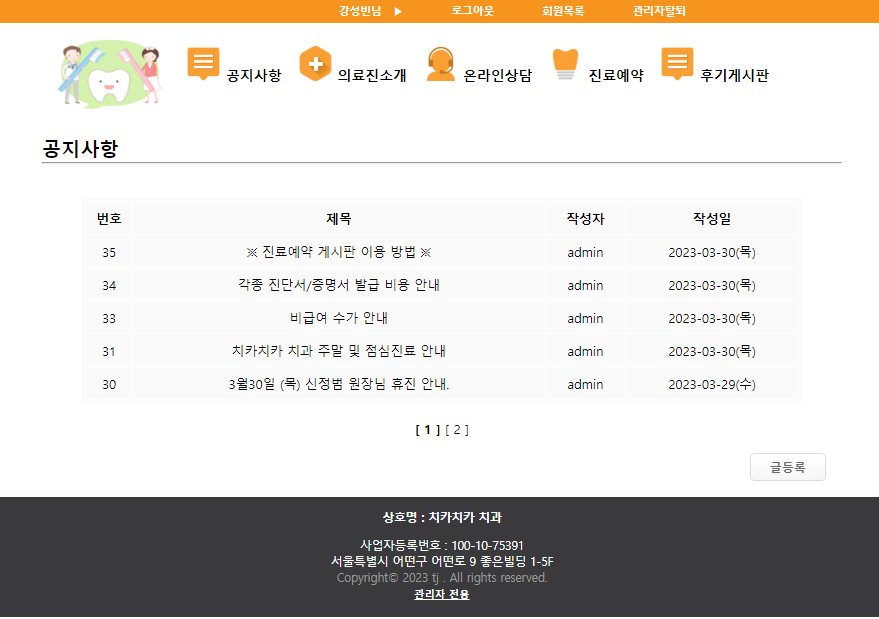 강성빈님 ▶ 로그아웃 회원목록 관리자탈퇴
공지사항 의료진소개 온라인상담 진료예약 후기게시판
공지사항
번호 제목 작성자 작성일
35 ※ 진료예약 게시판 이용 방법 ※ admin 2023-03-30(목)
34 각종 진단서/증명서 발급 비용 안내 admin 2023-03-30(목)
33 비급여 수가 안내 admin 2023-03-30(목)
31 치카치카 치과 주말 및 점심진료 안내 admin 2023-03-30(목)
30 3월30일 (목) 신정범 원장님 휴진 안내. admin 2023-03-29(수)
[ 1 ] [ 2 ]
글등록
상호명 : 치카치카 치과
사업자등록번호 : 100-10-75391
서울특별시 어떤구 어떤로 9 좋은빌딩 1-5F
Copyright© 2023 tj . All rights reserved.
관리자 전용